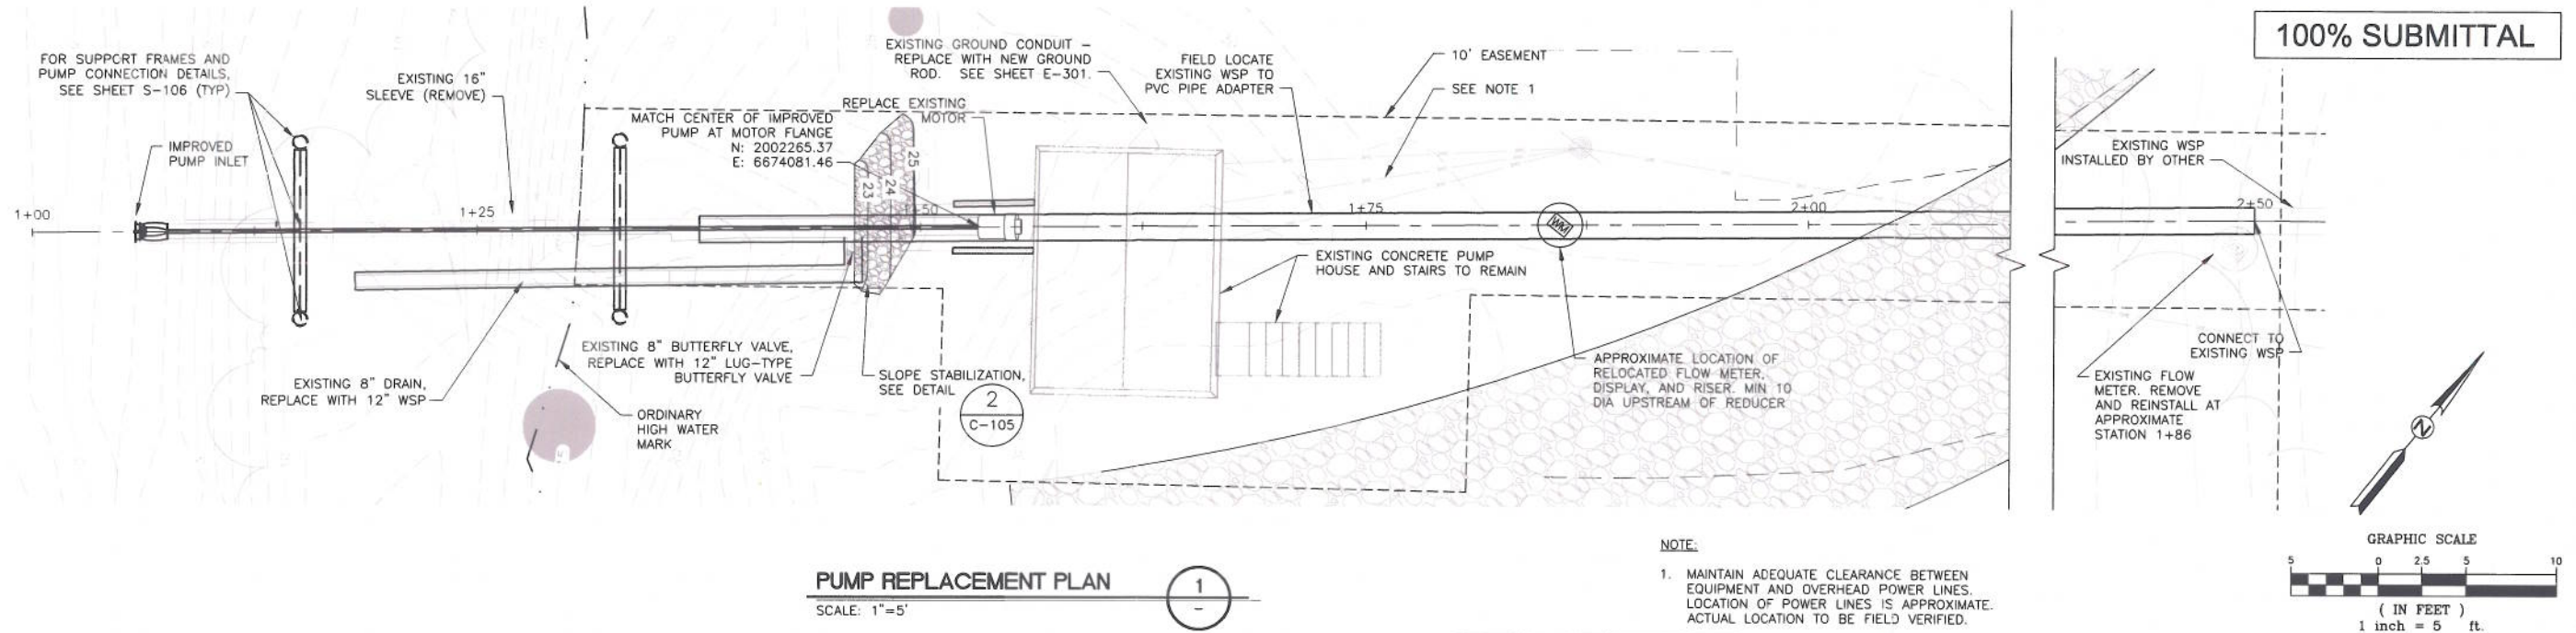 100% SUBMITTAL
FOR SUPPORT FRAMES AND
PUMP CONNECTION DETAILS,
SEE SHEET S-106 (TYP)
IMPROVED
PUMP INLET
EXISTING 16"
SLEEVE (REMOVE)
EXISTING GROUND CONDUIT –
REPLACE WITH NEW GROUND
ROD. SEE SHEET E-301.
REPLACE EXISTING
MOTOR
MATCH CENTER OF IMPROVED
PUMP AT MOTOR FLANGE
N: 2002265.37
E: 6674081.46
FIELD LOCATE
EXISTING WSP TO
PVC PIPE ADAPTER
10' EASEMENT
SEE NOTE 1
EXISTING WSP
INSTALLED BY OTHER
1+00
1+25
1+50
1+75
2+00
2+50
23
24
25
WM
EXISTING CONCRETE PUMP
HOUSE AND STAIRS TO REMAIN
EXISTING 8" BUTTERFLY VALVE,
REPLACE WITH 12" LUG-TYPE
BUTTERFLY VALVE
EXISTING 8" DRAIN,
REPLACE WITH 12" WSP
ORDINARY
HIGH WATER
MARK
SLOPE STABILIZATION,
SEE DETAIL
2
C-105
APPROXIMATE LOCATION OF
RELOCATED FLOW METER,
DISPLAY, AND RISER. MIN 10
DIA UPSTREAM OF REDUCER
CONNECT TO
EXISTING WSP
EXISTING FLOW
METER. REMOVE
AND REINSTALL AT
APPROXIMATE
STATION 1+86
N
PUMP REPLACEMENT PLAN
SCALE: 1"=5'
1
–
NOTE:
1. MAINTAIN ADEQUATE CLEARANCE BETWEEN
EQUIPMENT AND OVERHEAD POWER LINES.
LOCATION OF POWER LINES IS APPROXIMATE.
ACTUAL LOCATION TO BE FIELD VERIFIED.
GRAPHIC SCALE
5 0 2.5 5 10
( IN FEET )
1 inch = 5 ft.